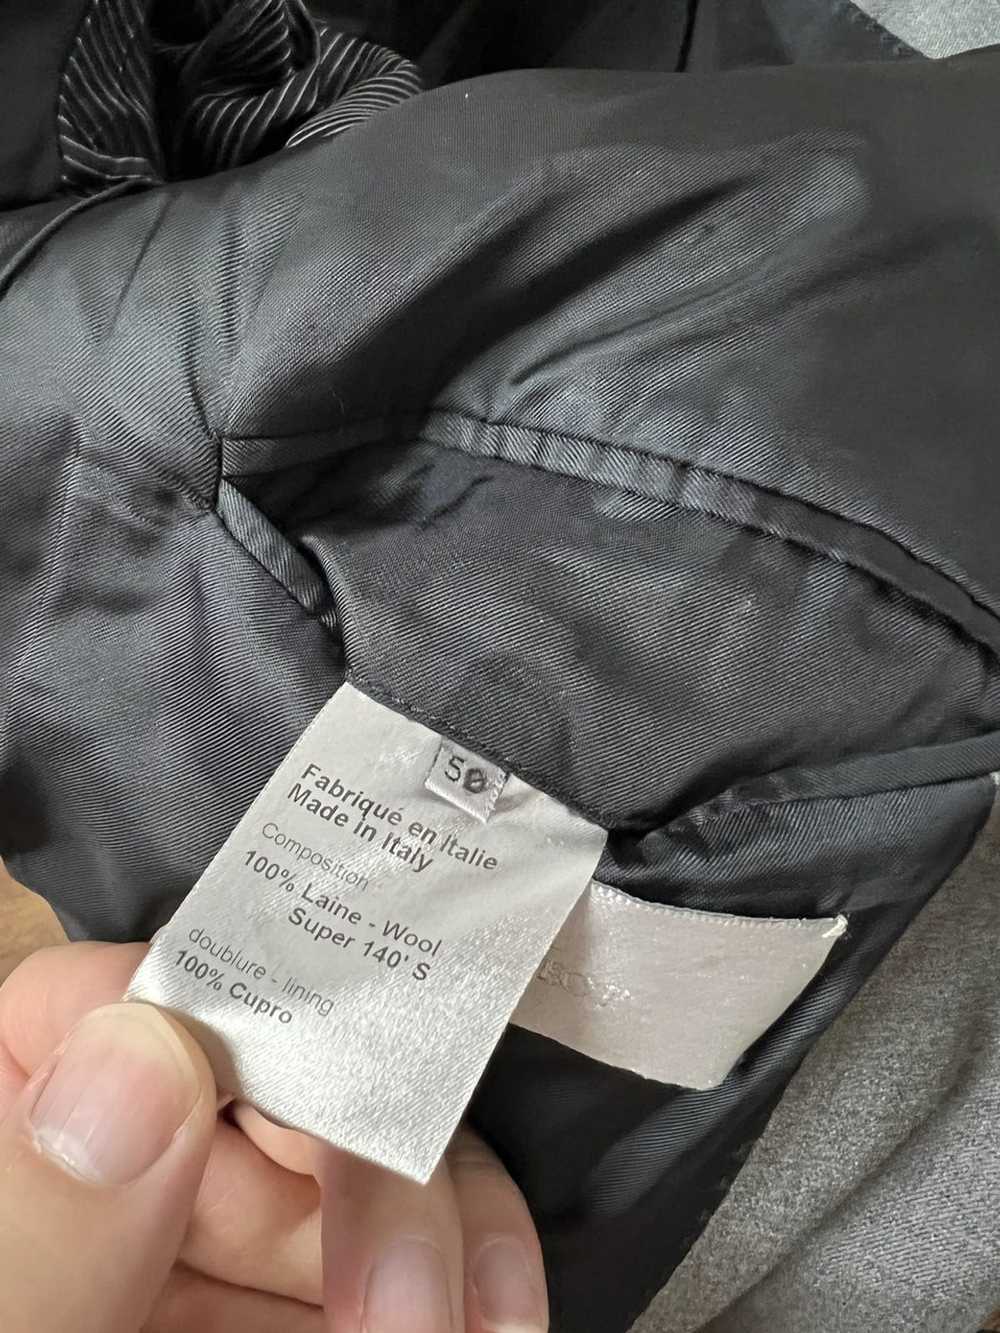 50
Fabriqué en Italie
Made in Italy
Composition
100% Laine - Wool
Super 140' S
doublure - lining
100% Cupro